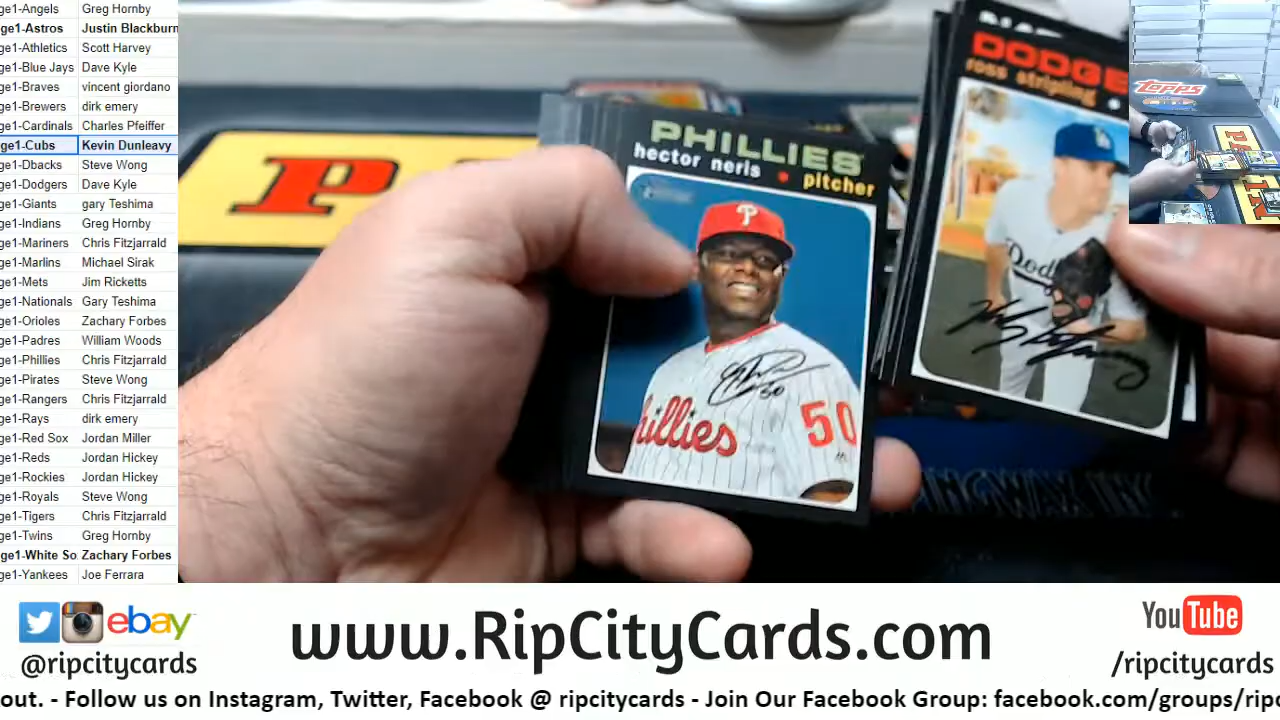 ge1-Angels Greg Hornby
ge1-Astros Justin Blackburn
ge1-Athletics Scott Harvey
ge1-Blue Jays Dave Kyle
ge1-Braves vincent giordano
ge1-Brewers dirk emery
ge1-Cardinals Charles Pfeiffer
ge1-Cubs Kevin Dunleavy
ge1-Dbacks Steve Wong
ge1-Dodgers Dave Kyle
ge1-Giants gary Teshima
ge1-Indians Greg Hornby
ge1-Mariners Chris Fitzjarrald
ge1-Marlins Michael Sirak
ge1-Mets Jim Ricketts
ge1-Nationals Gary Teshima
ge1-Orioles Zachary Forbes
ge1-Padres William Woods
ge1-Phillies Chris Fitzjarrald
ge1-Pirates Steve Wong
ge1-Rangers Chris Fitzjarrald
ge1-Rays dirk emery
ge1-Red Sox Jordan Miller
ge1-Reds Jordan Hickey
ge1-Rockies Jordan Hickey
ge1-Royals Steve Wong
ge1-Tigers Chris Fitzjarrald
ge1-Twins Greg Hornby
ge1-White So Zachary Forbes
ge1-Yankees Joe Ferrara
P
PHILLIES
hector neris • pitcher
P
hillies 50
50
DODGE
ross stripling
Dod
Topps
ebay
@ripcitycards
www.RipCityCards.com
YouTube
/ripcitycards
out. - Follow us on Instagram, Twitter, Facebook @ ripcitycards - Join Our Facebook Group: facebook.com/groups/ripc